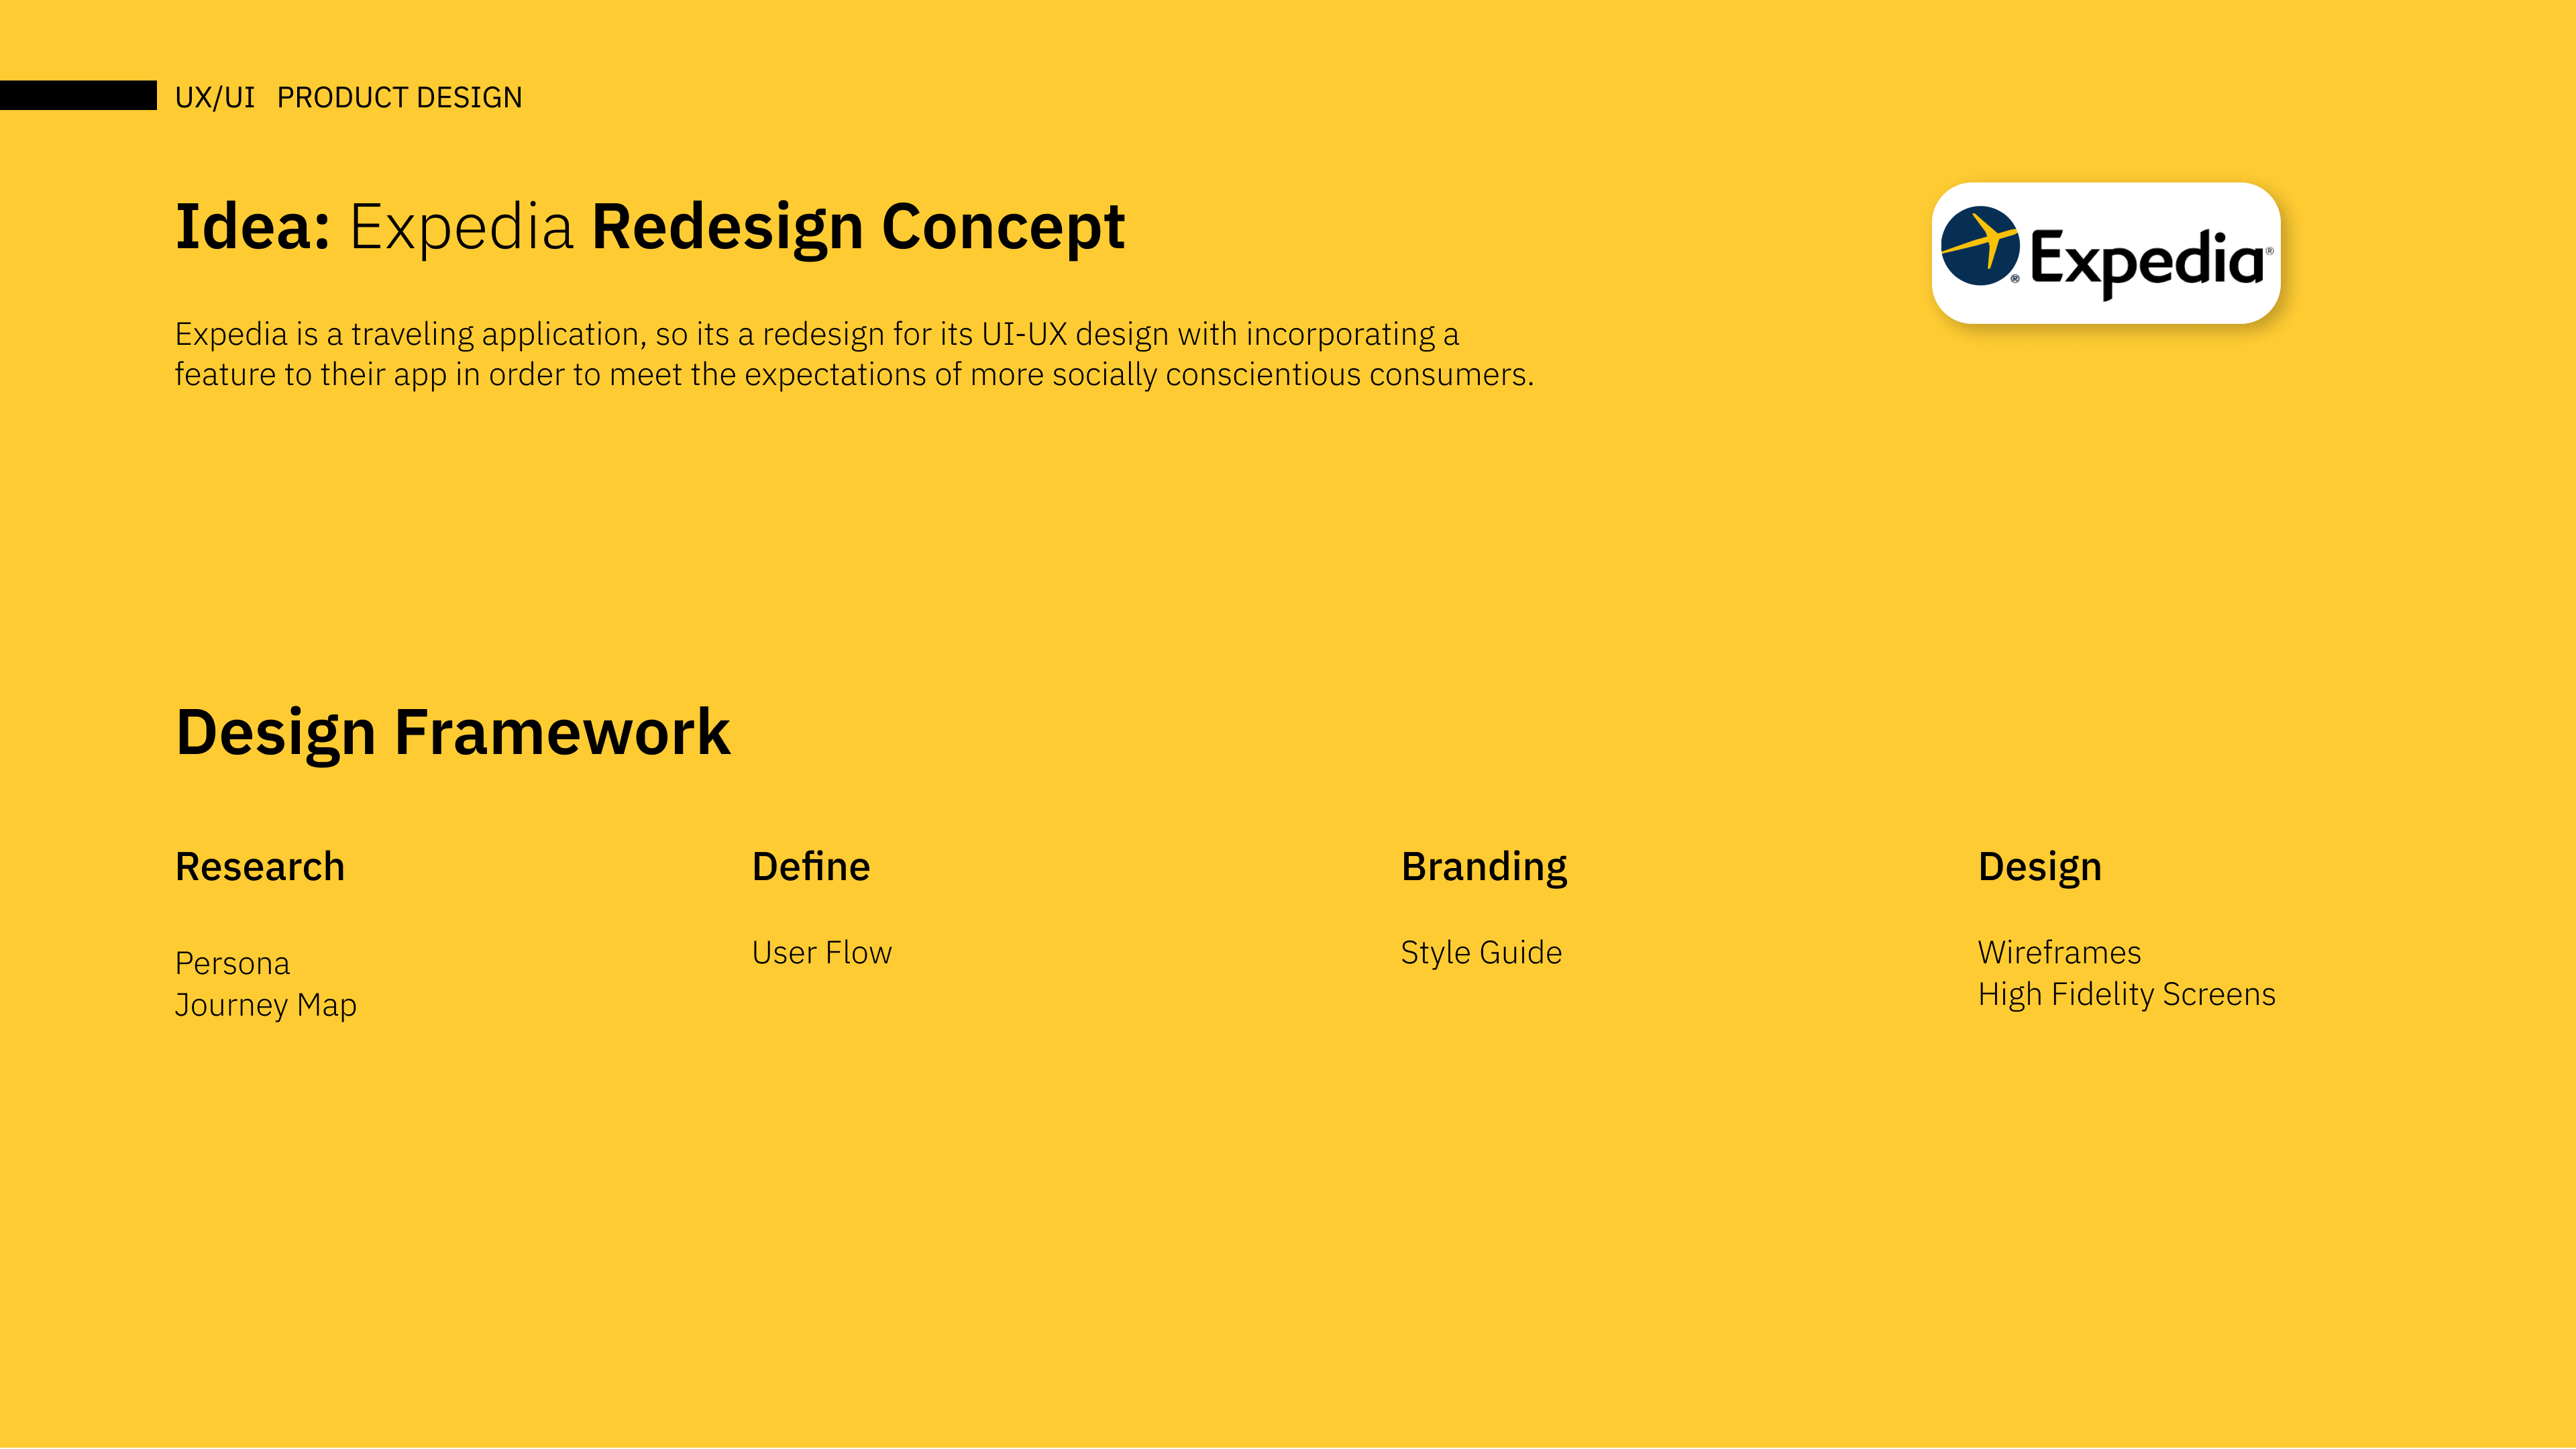 UX/UI PRODUCT DESIGN
Idea: Expedia Redesign Concept
Expedia®
Expedia is a traveling application, so its a redesign for its UI-UX design with incorporating a
feature to their app in order to meet the expectations of more socially conscientious consumers.
Design Framework
Research
Persona
Journey Map
Define
User Flow
Branding
Style Guide
Design
Wireframes
High Fidelity Screens